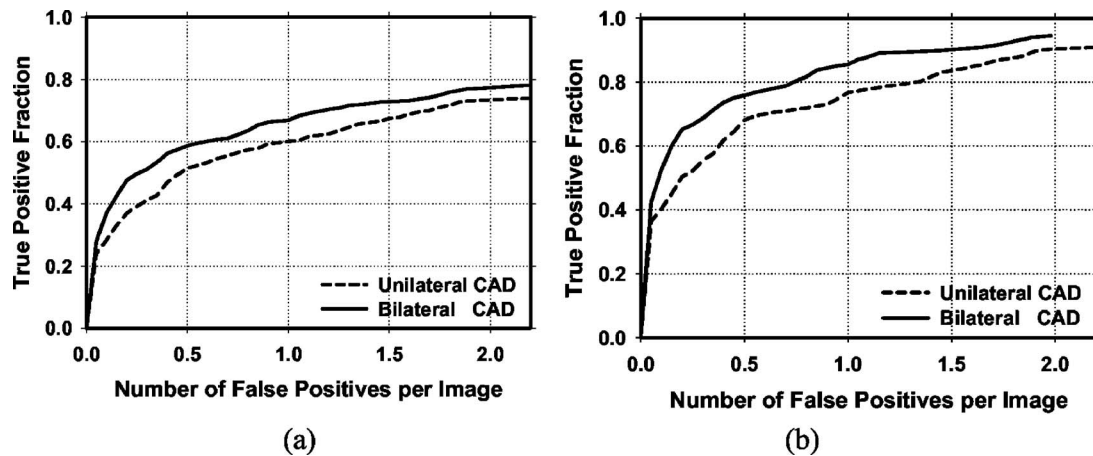 1.0
0.8
0.6
0.4
0.2
0.0
True Positive Fraction
Unilateral CAD
Bilateral CAD
0.0 0.5 1.0 1.5 2.0
Number of False Positives per Image
(a)
1.0
0.8
0.6
0.4
0.2
0.0
True Positive Fraction
Unilateral CAD
Bilateral CAD
0.0 0.5 1.0 1.5 2.0
Number of False Positives per Image
(b)